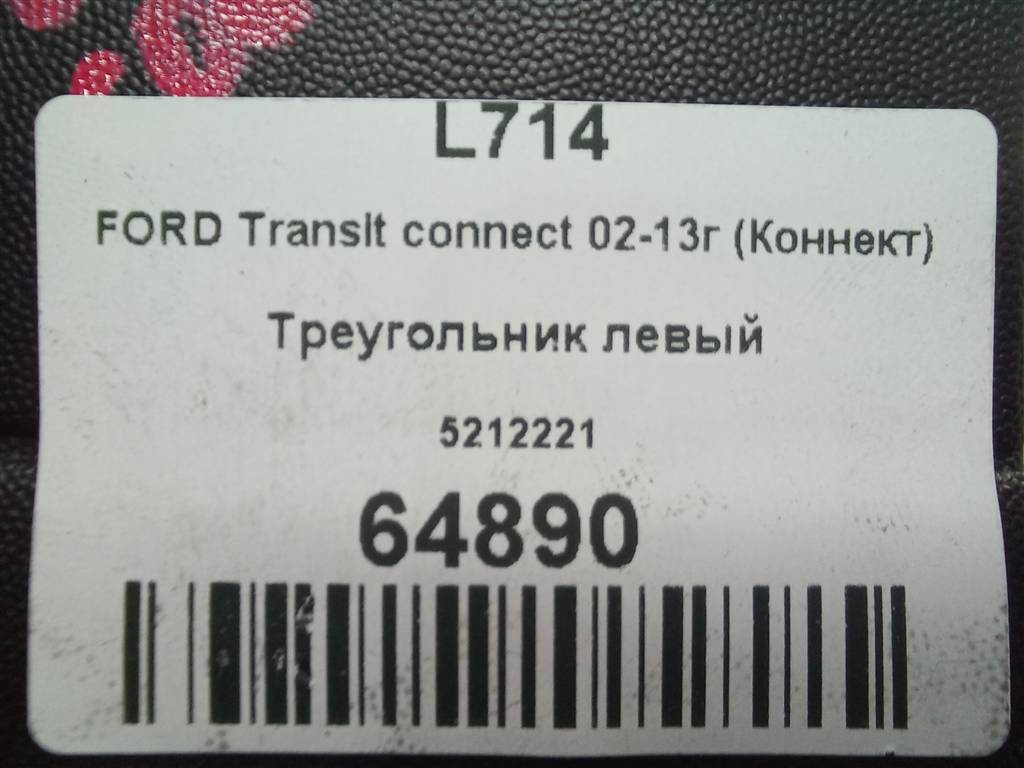 L714
FORD Transit connect 02-13г (Коннект)
Треугольник левый
5212221
64890